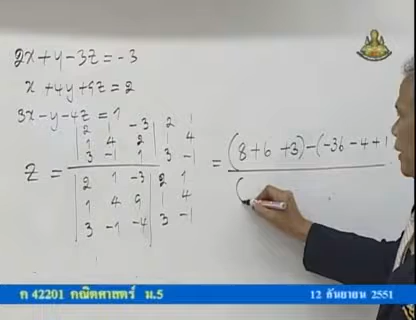 2x+y-3z=-3
x+4y+9z=2
3x-y-4z=1
2 1 -3 2 1
1 4 2 1 4
3 -1 1 3 -1
z = = (8+6+3)-(-36-4+1
2 1 -3 2 1
1 4 9 1 4
3 -1 -4 3 -1
(
ค 42201 คณิตศาสตร์ ม.5 12 กันยายน 2551